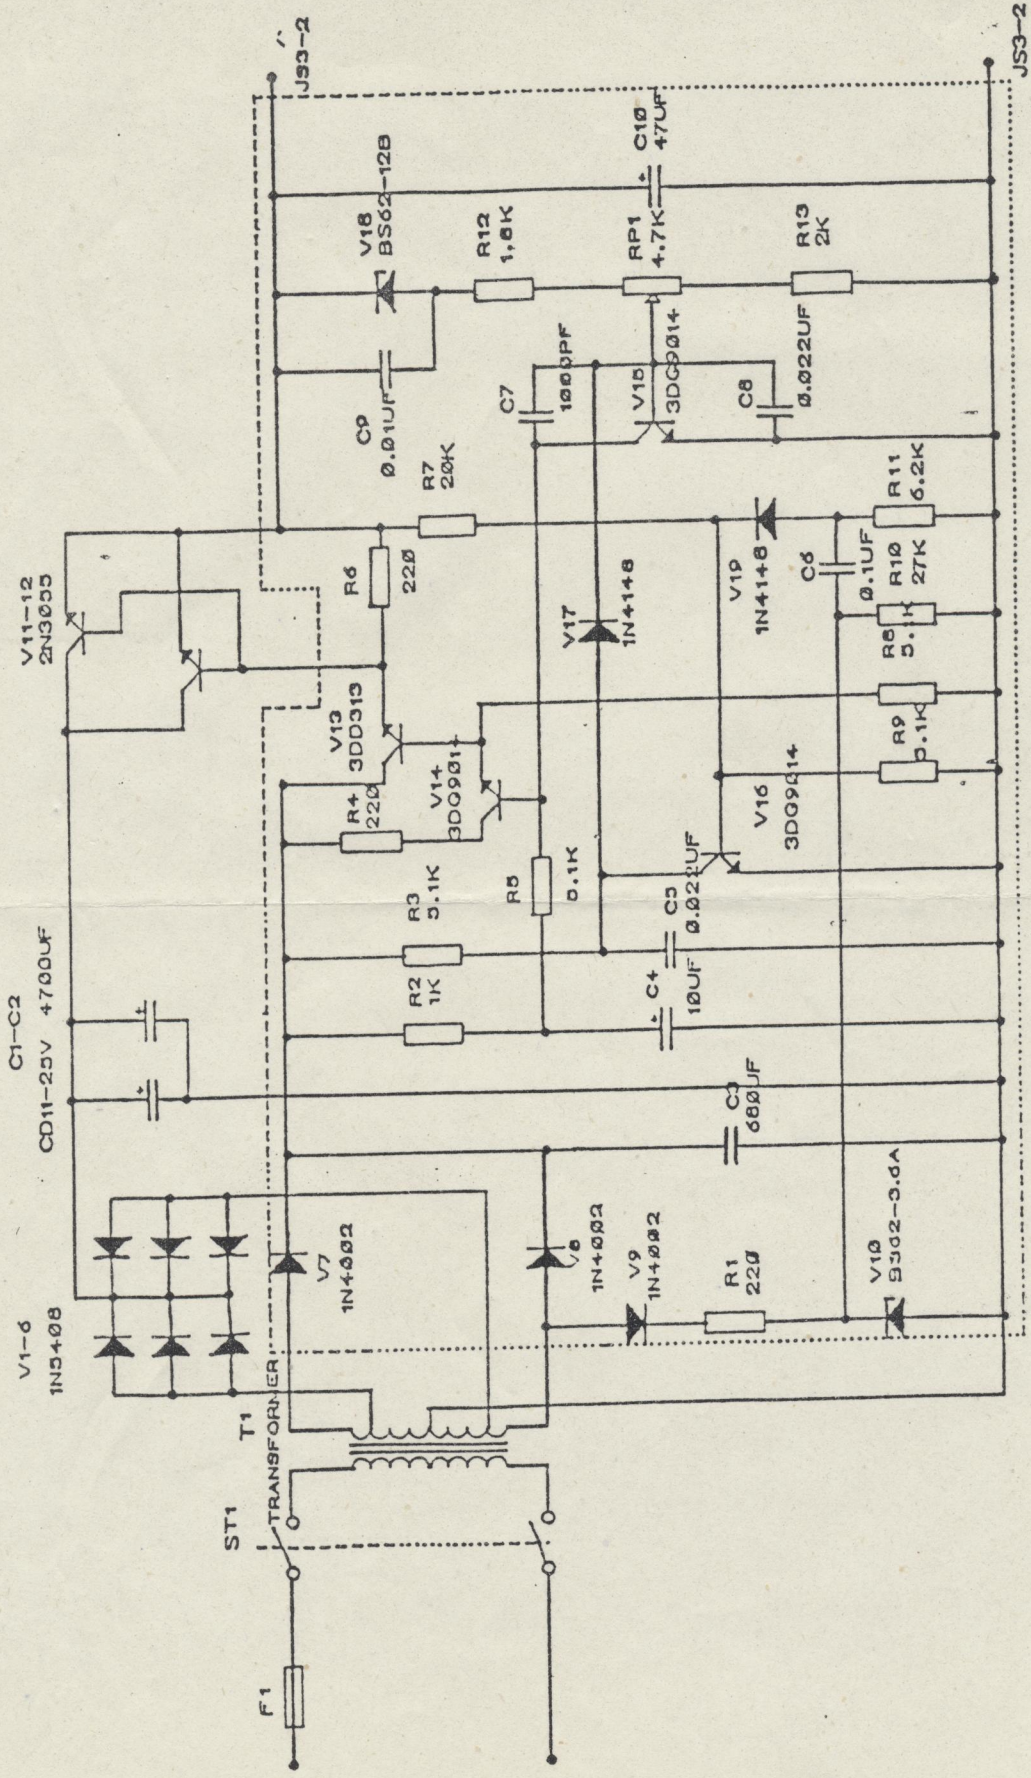 C1-C2
CD11-25V 4700UF
V11-12
2N3055
V1-6
1N5408
T1
TRANSFORMER
ST1
F1
V7
1N4002
V8
1N4002
V9
1N4002
R1
220
V10
C3
680UF
R2
1K
R3
5.1K
C4
10UF
C5
0.022UF
R4
220
V13
3DD313
V14
R5
V16
3DG9014
R6
220
R7
20K
V17
1N4148
V19
1N4148
C6
0.1UF
R8
5.1K
R9
R10
27K
R11
6.2K
C7
1000PF
V15
3DG9014
C8
0.022UF
C9
0.01UF
V18
BS62-12B
R12
1.8K
RP1
4.7K
R13
2K
C10
47UF
JS3-2
JS3-2